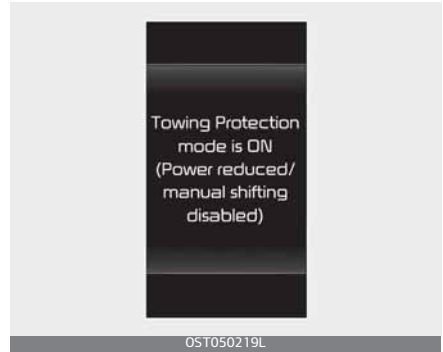 Towing Protection
mode is ON
(Power reduced/
manual shifting
disabled)
OST050219L